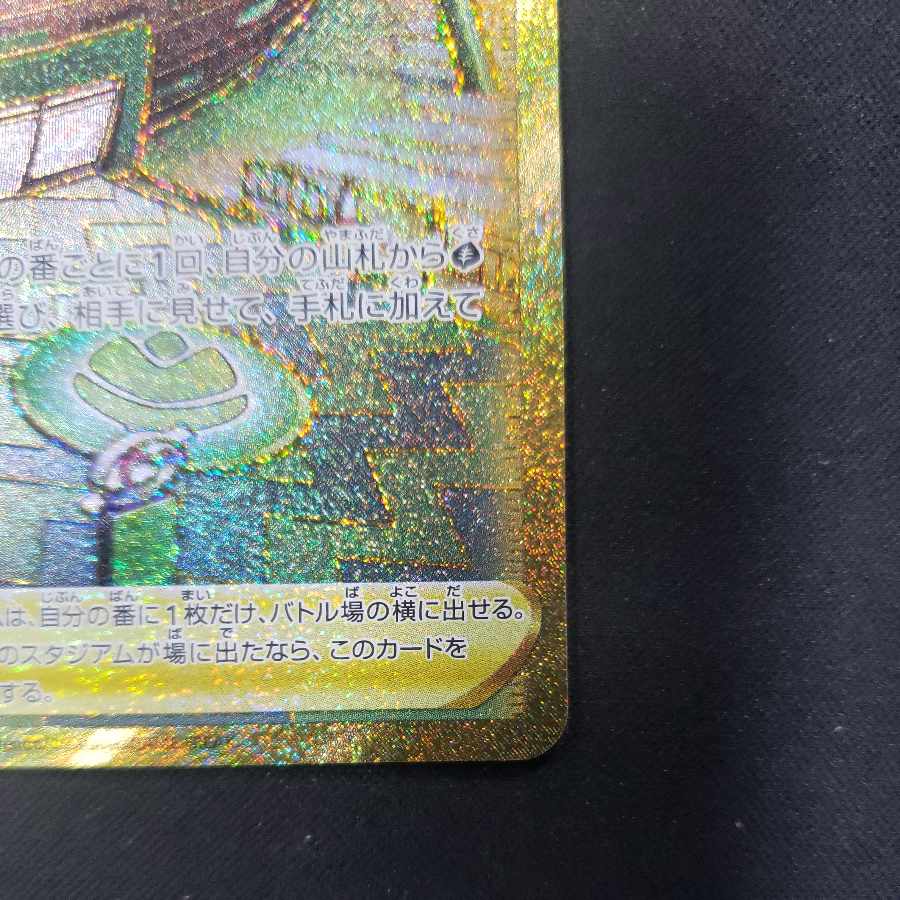 の番ごとに1回、自分の山札から
選び、相手に見せて、手札に加えて
は、自分の番に1枚だけ、バトル場の横に出せる。
のスタジアムが場に出たなら、このカードを
する。